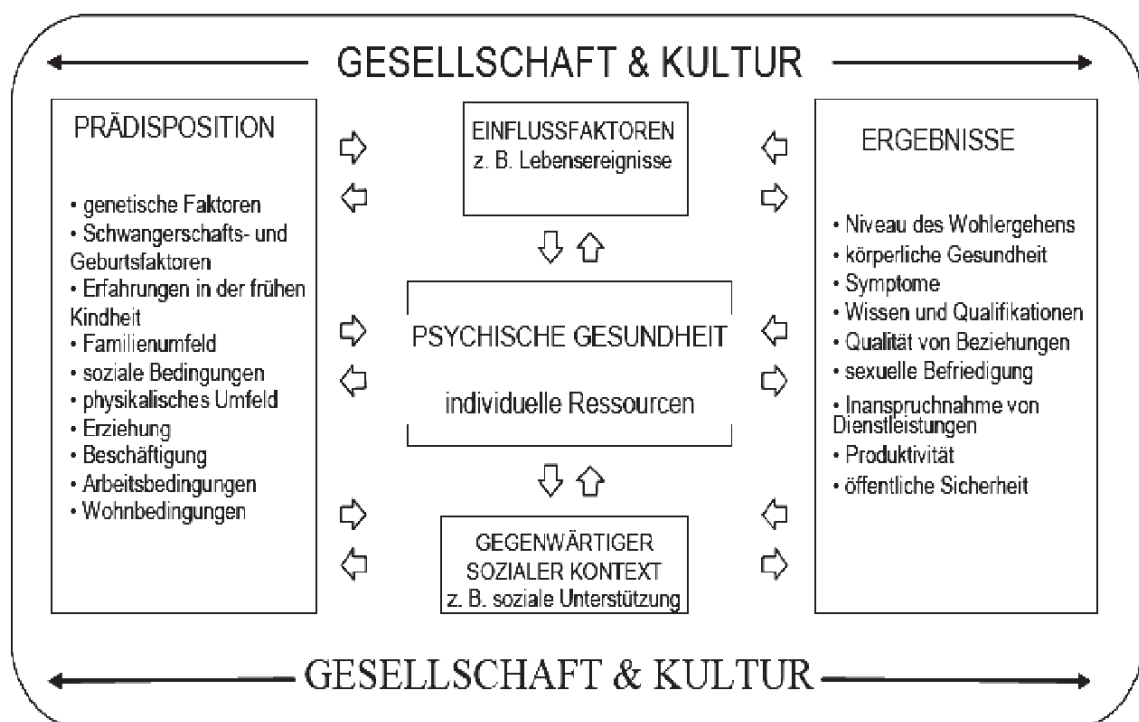 GESELLSCHAFT & KULTUR
PRÄDISPOSITION
• genetische Faktoren
• Schwangerschafts- und
Geburtsfaktoren
• Erfahrungen in der frühen
Kindheit
• Familienumfeld
• soziale Bedingungen
• physikalisches Umfeld
• Erziehung
• Beschäftigung
• Arbeitsbedingungen
• Wohnbedingungen
EINFLUSSFAKTOREN
z. B. Lebensereignisse
PSYCHISCHE GESUNDHEIT
individuelle Ressourcen
GEGENWÄRTIGER
SOZIALER KONTEXT
z. B. soziale Unterstützung
ERGEBNISSE
• Niveau des Wohlergehens
• körperliche Gesundheit
• Symptome
• Wissen und Qualifikationen
• Qualität von Beziehungen
• sexuelle Befriedigung
• Inanspruchnahme von
Dienstleistungen
• Produktivität
• öffentliche Sicherheit
GESELLSCHAFT & KULTUR